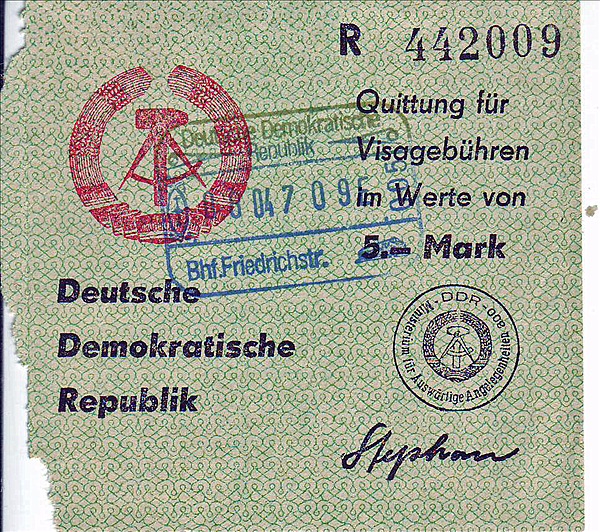 R 442009
Quittung für
Visagebühren
im Werte von
5.— Mark
Deutsche Demokratische
Republik
Bhf.Friedrichstr.
Deutsche
Demokratische
Republik
· DDR ·
Ministerium für Auswärtige Angelegenheiten
Stephan